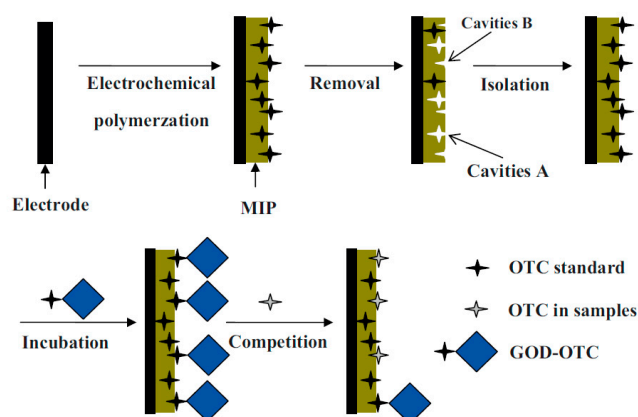 Cavities B
Electrochemical
polymerzation
Removal
Isolation
Cavities A
Electrode
MIP
OTC standard
OTC in samples
Incubation
Competition
GOD-OTC